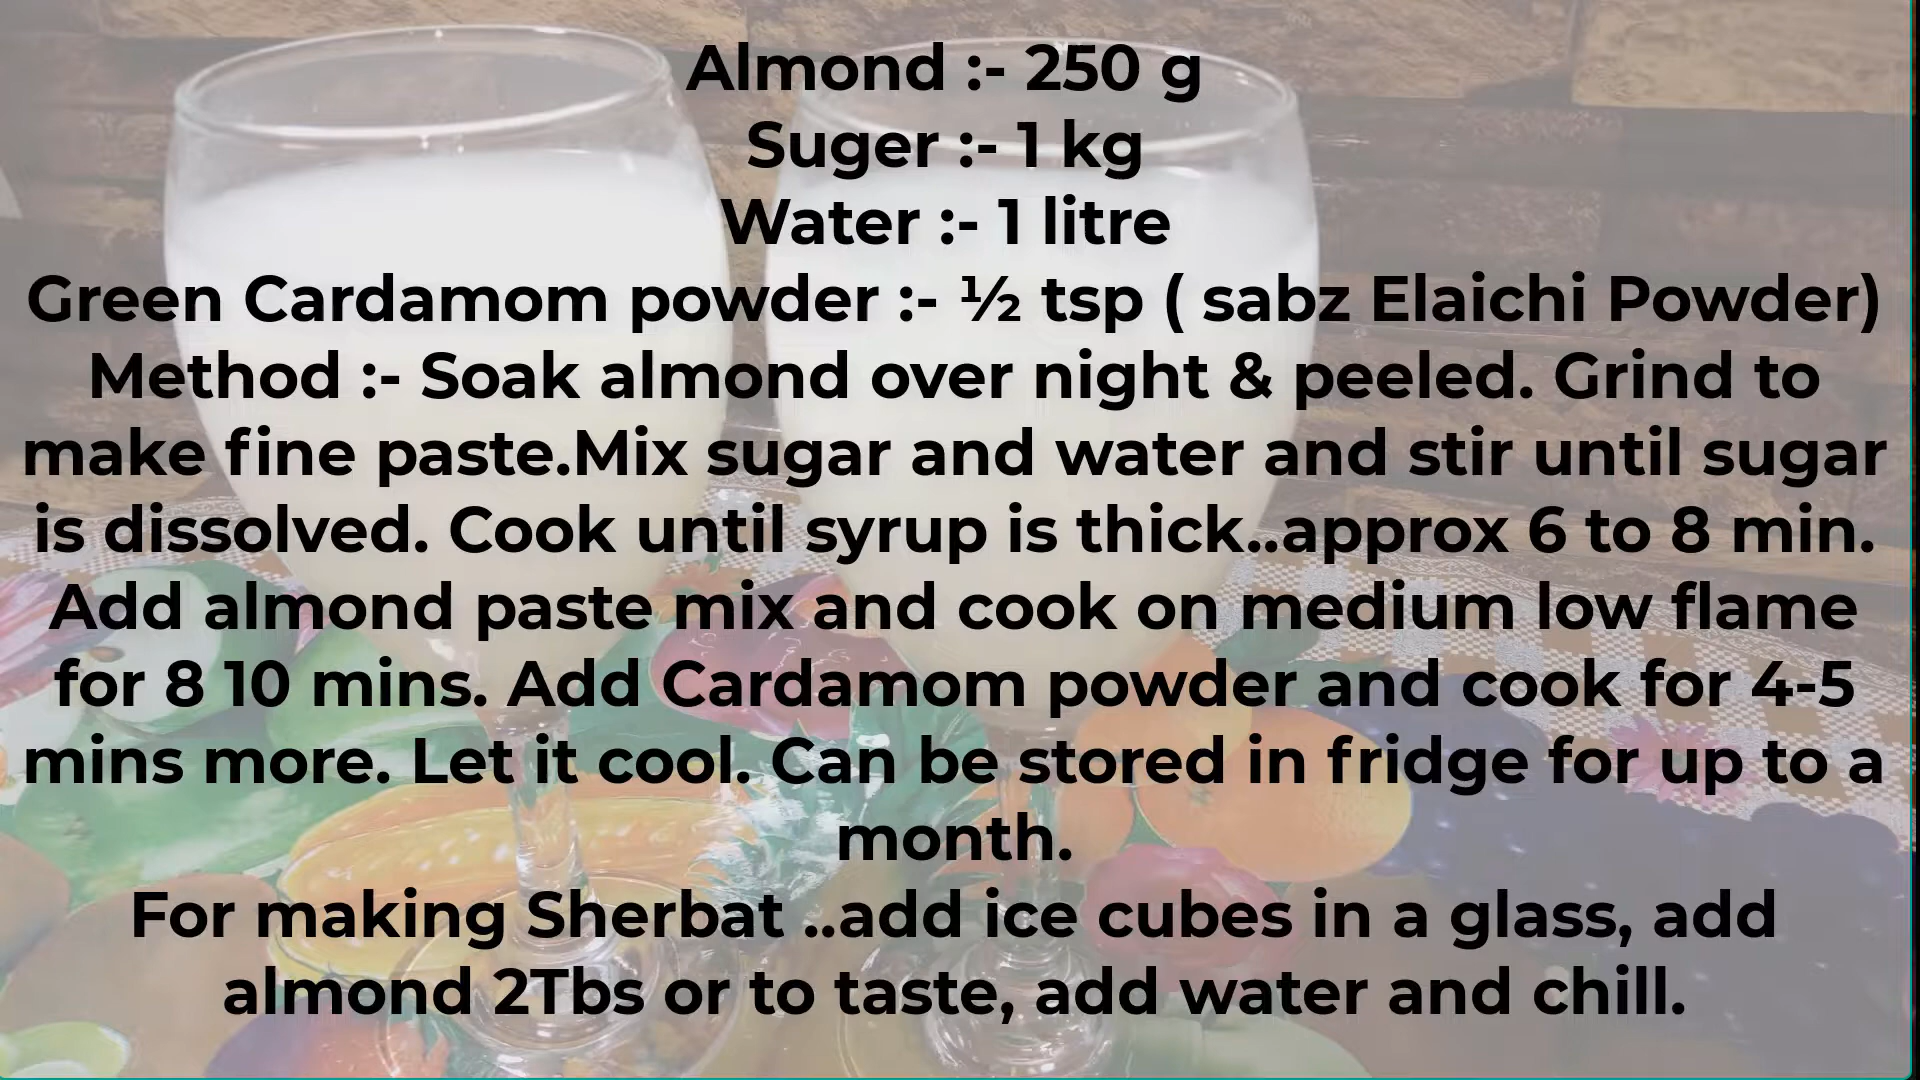 Almond :- 250 g
Suger :- 1 kg
Water :- 1 litre
Green Cardamom powder :- ½ tsp ( sabz Elaichi Powder)
Method :- Soak almond over night & peeled. Grind to
make fine paste.Mix sugar and water and stir until sugar
is dissolved. Cook until syrup is thick..approx 6 to 8 min.
Add almond paste mix and cook on medium low flame
for 8 10 mins. Add Cardamom powder and cook for 4-5
mins more. Let it cool. Can be stored in fridge for up to a
month.
For making Sherbat ..add ice cubes in a glass, add
almond 2Tbs or to taste, add water and chill.